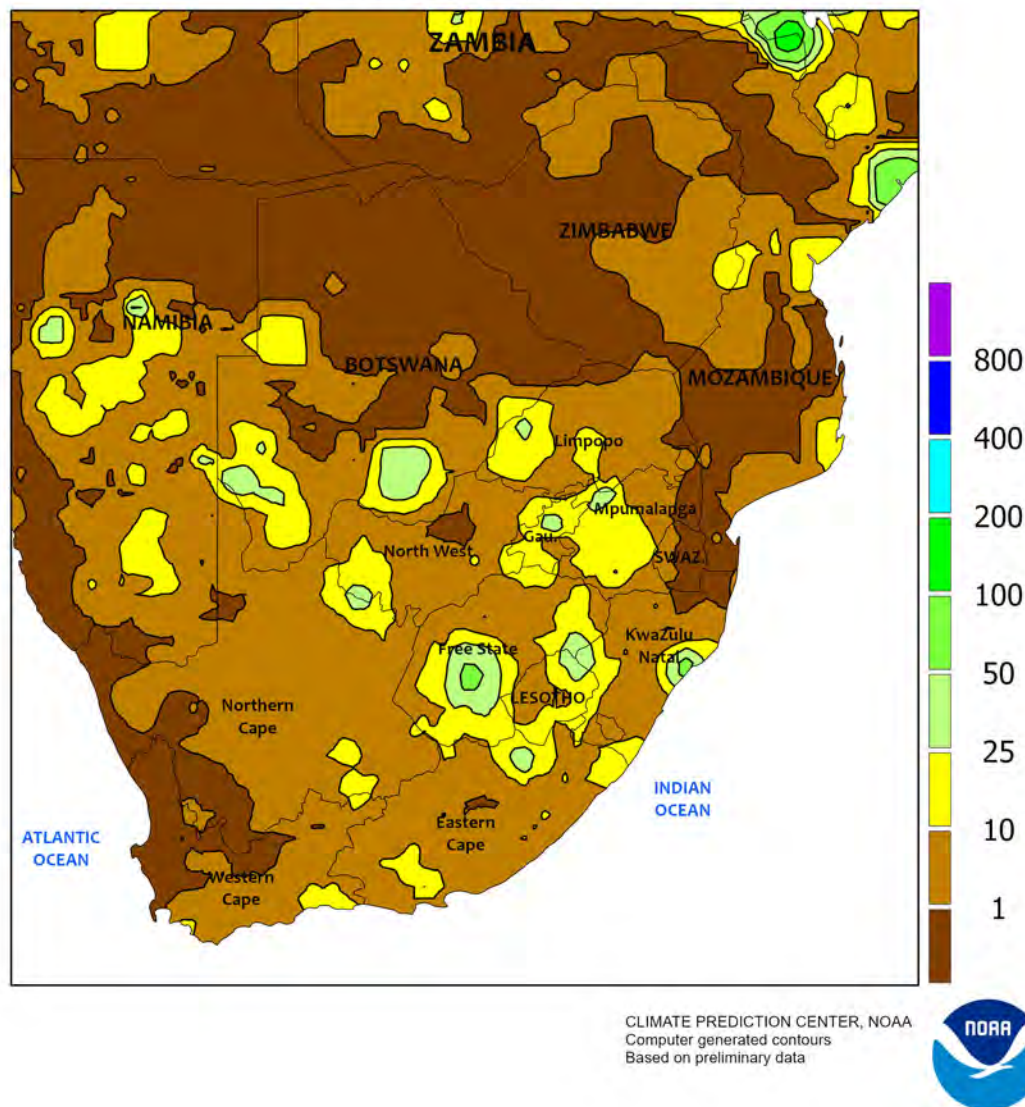 ZAMBIA
ZIMBABWE
NAMIBIA
BOTSWANA
MOZAMBIQUE
Limpopo
Mpumalanga
Gau.
North West
SWAZ.
KwaZulu
Natal
Free State
LESOTHO
Northern
Cape
INDIAN
OCEAN
ATLANTIC
OCEAN
Eastern
Cape
Western
Cape
800
400
200
100
50
25
10
1
CLIMATE PREDICTION CENTER, NOAA
Computer generated contours
Based on preliminary data
NOAA